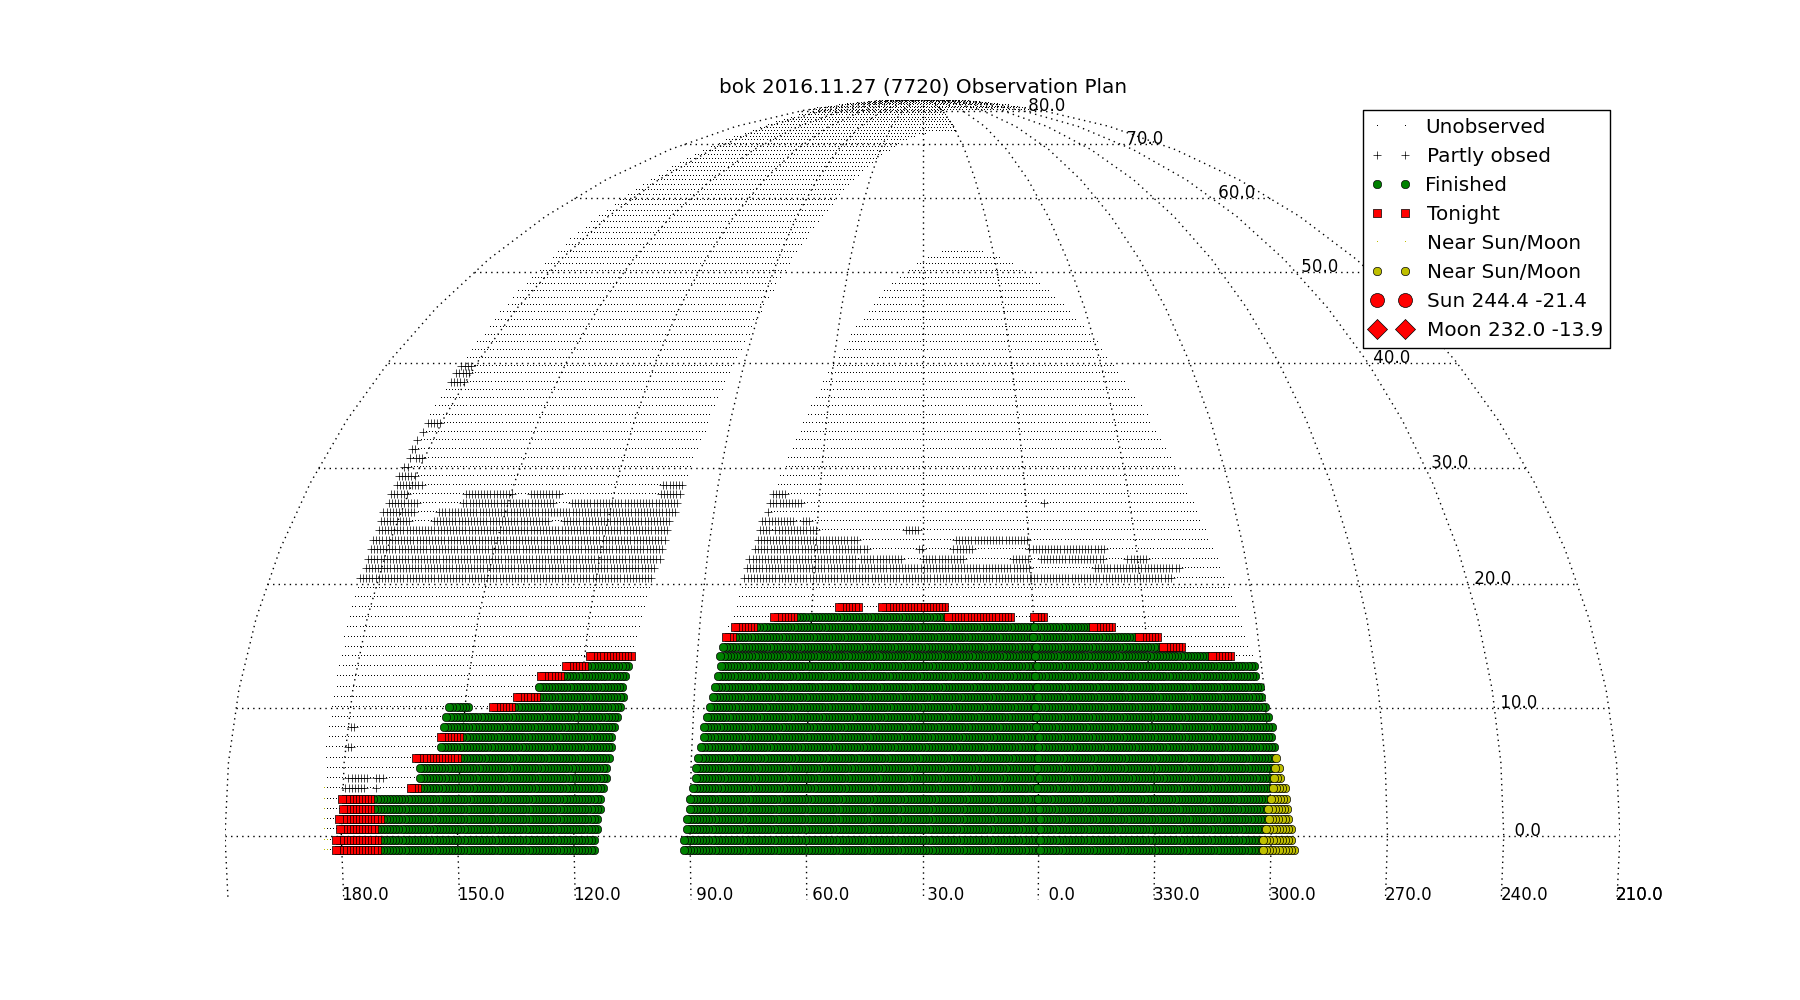 bok 2016.11.27 (7720) Observation Plan
80.0
70.0
60.0
50.0
40.0
30.0
20.0
10.0
0.0
Unobserved
Partly obsed
Finished
Tonight
Near Sun/Moon
Near Sun/Moon
Sun 244.4 -21.4
Moon 232.0 -13.9
180.0 150.0 120.0 90.0 60.0 30.0 0.0 330.0 300.0 270.0 240.0 210.0